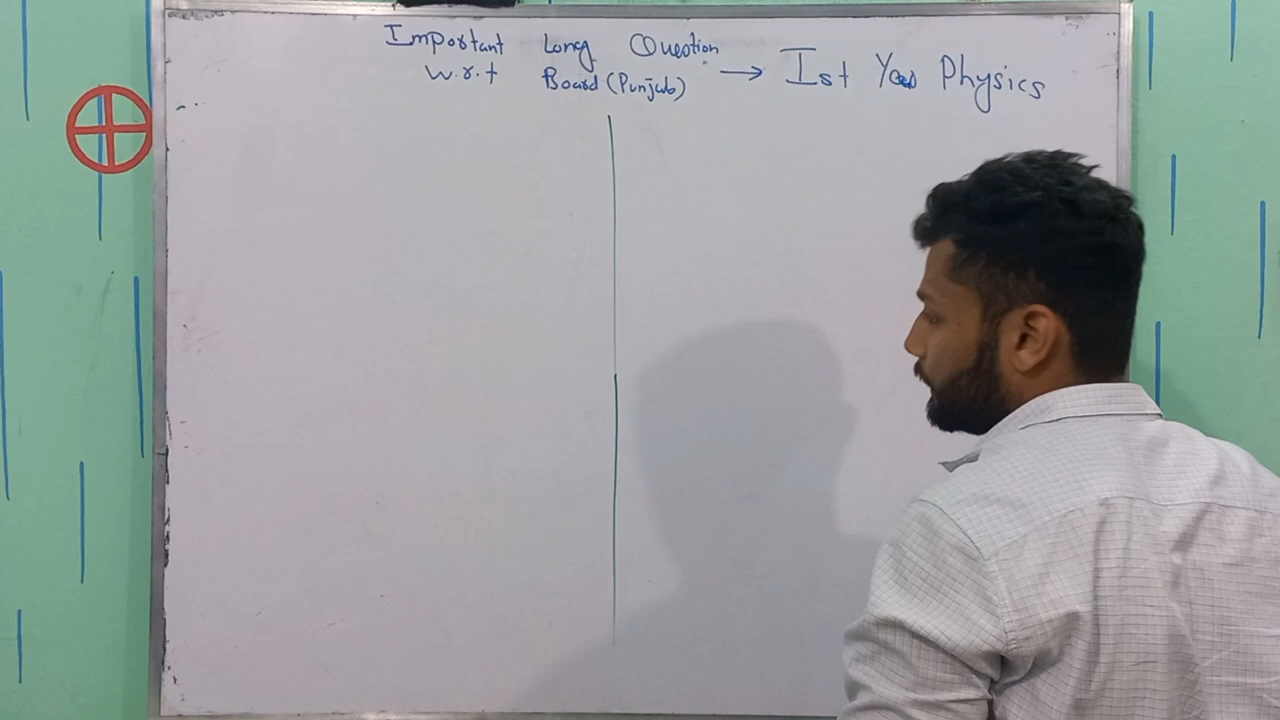 Important Long Question
w.r.t Board (Punjab) → Ist Year Physics